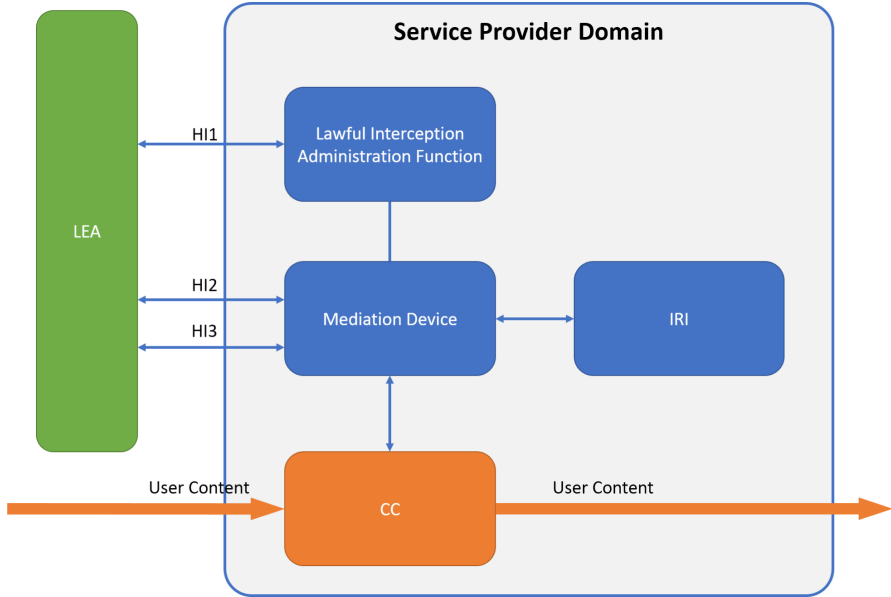 Service Provider Domain
HI1
Lawful Interception
Administration Function
LEA
HI2
Mediation Device
IRI
HI3
User Content
CC
User Content